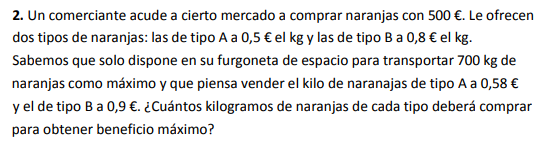 2. Un comerciante acude a cierto mercado a comprar naranjas con 500 €. Le ofrecen
dos tipos de naranjas: las de tipo A a 0,5 € el kg y las de tipo B a 0,8 € el kg.
Sabemos que solo dispone en su furgoneta de espacio para transportar 700 kg de
naranjas como máximo y que piensa vender el kilo de naranajas de tipo A a 0,58 €
y el de tipo B a 0,9 €. ¿Cuántos kilogramos de naranjas de cada tipo deberá comprar
para obtener beneficio máximo?